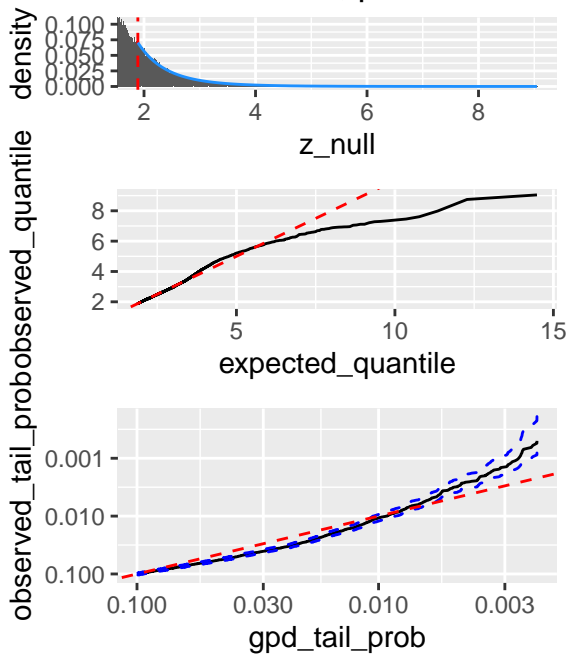 density
0.100
0.075
0.050
0.025
0.000
2 4 6 8
z_null
observed_quantile
8
6
4
2
5 10 15
expected_quantile
observed_tail_prob
0.001
0.010
0.100
0.100 0.030 0.010 0.003
gpd_tail_prob